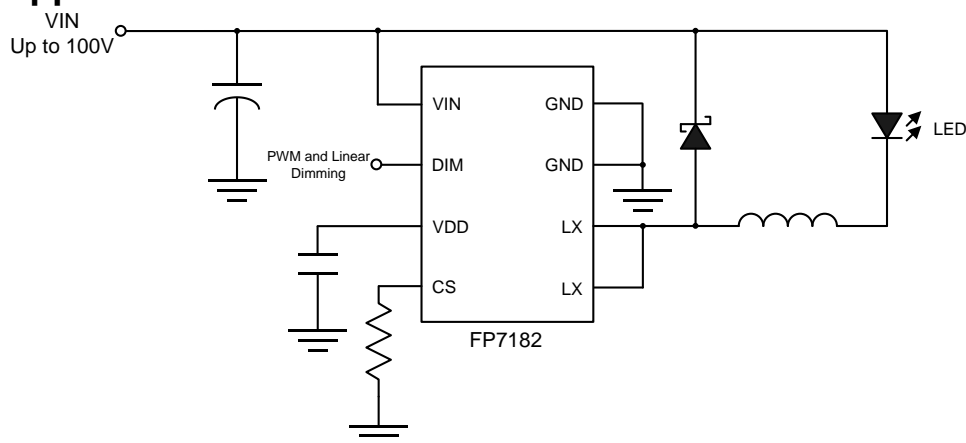 VIN
Up to 100V
VIN
GND
PWM and Linear
Dimming
DIM
GND
LED
VDD
LX
CS
LX
FP7182